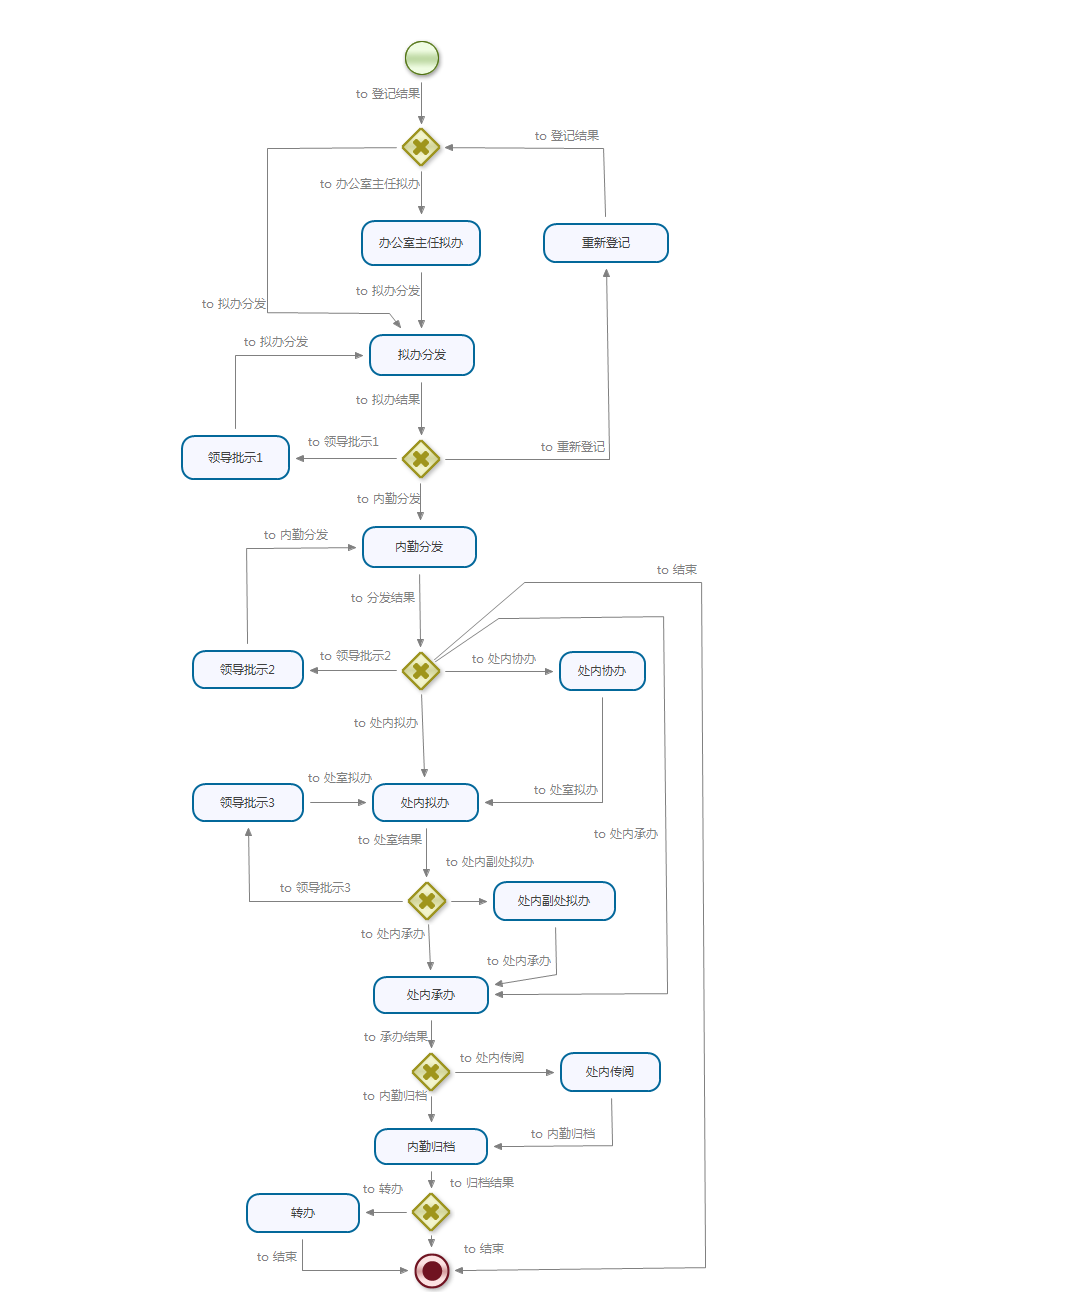 to 登记结果
to 登记结果
to 办公室主任拟办
办公室主任拟办
重新登记
to 拟办分发
to 拟办分发
to 拟办分发
拟办分发
to 拟办结果
to 领导批示1
to 重新登记
领导批示1
to 内勤分发
to 内勤分发
内勤分发
to 结束
to 分发结果
to 领导批示2
to 处内协办
领导批示2
处内协办
to 处内拟办
to 处室拟办
to 处室拟办
领导批示3
处内拟办
to 处内承办
to 处室结果
to 处内副处拟办
to 领导批示3
处内副处拟办
to 处内承办
to 处内承办
处内承办
to 承办结果
to 处内传阅
处内传阅
to 内勤归档
to 内勤归档
内勤归档
to 归档结果
to 转办
转办
to 结束
to 结束